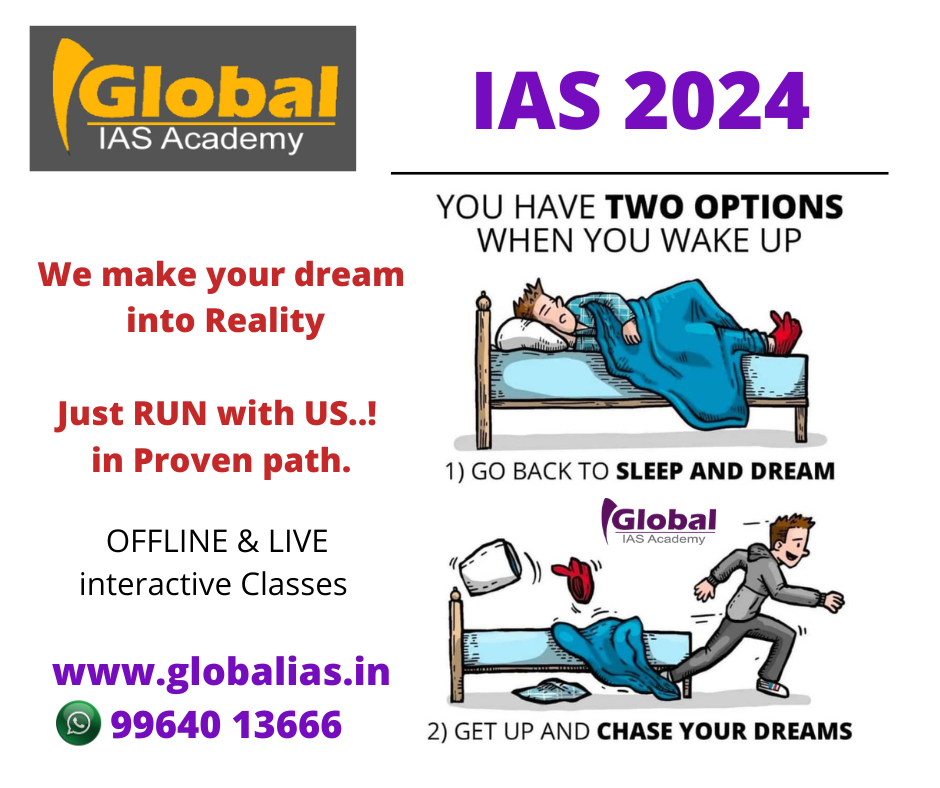 Global
IAS Academy
IAS 2024
We make your dream
into Reality
Just RUN with US..!
in Proven path.
OFFLINE & LIVE
interactive Classes
www.globalias.in
99640 13666
YOU HAVE TWO OPTIONS
WHEN YOU WAKE UP
1) GO BACK TO SLEEP AND DREAM
Global
IAS Academy
2) GET UP AND CHASE YOUR DREAMS